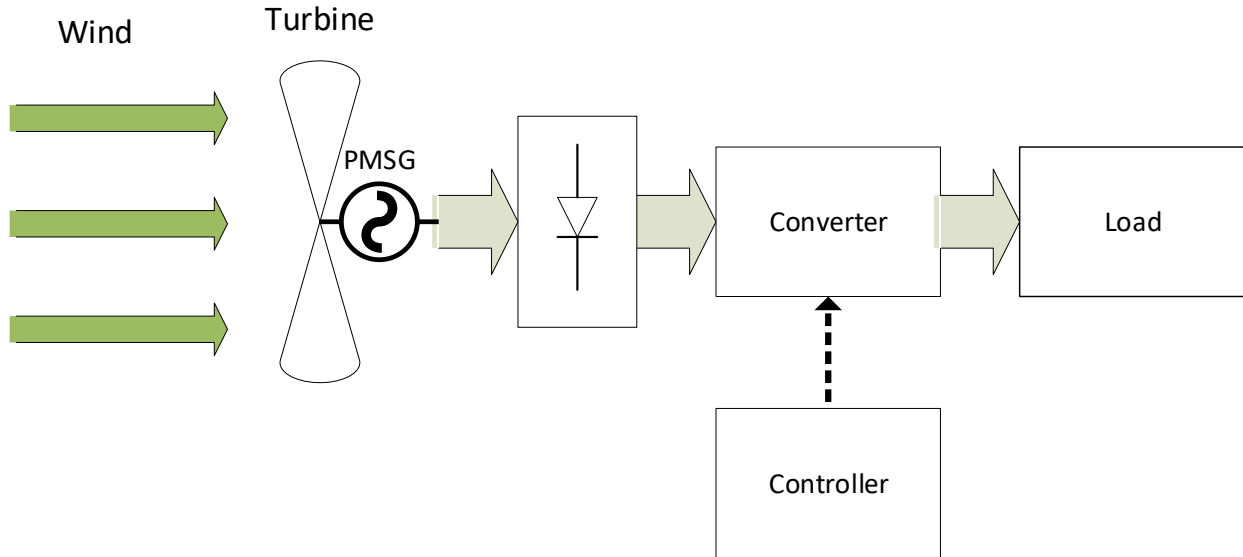 Wind
Turbine
PMSG
Converter
Load
Controller